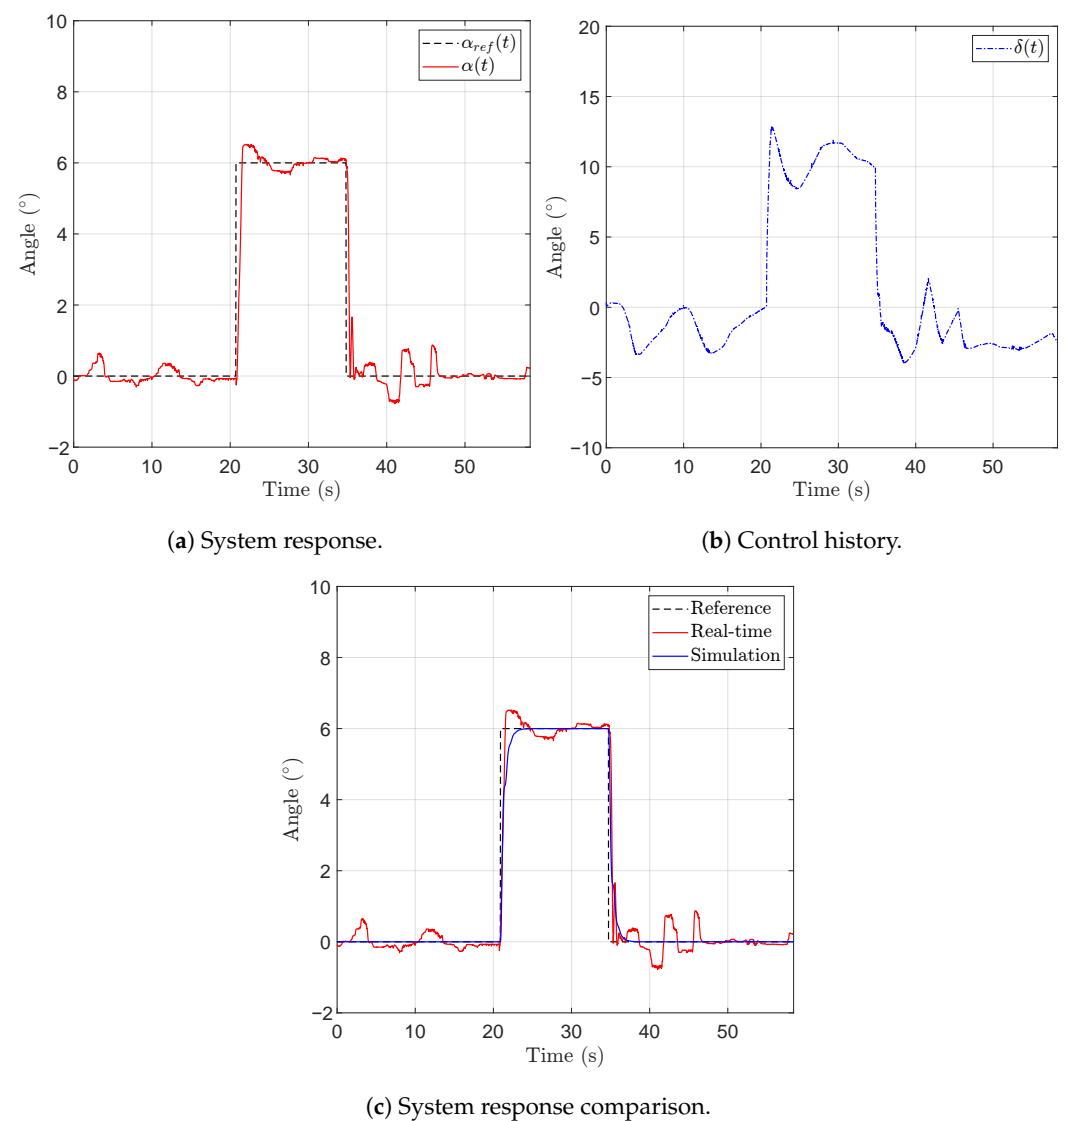 10
8
6
4
2
0
−2
0 10 20 30 40 50
Angle (°)
Time (s)
α_ref(t)
α(t)
(a) System response.
20
15
10
5
0
−5
−10
0 10 20 30 40 50
Angle (°)
Time (s)
δ(t)
(b) Control history.
10
8
6
4
2
0
−2
0 10 20 30 40 50
Angle (°)
Time (s)
Reference
Real-time
Simulation
(c) System response comparison.